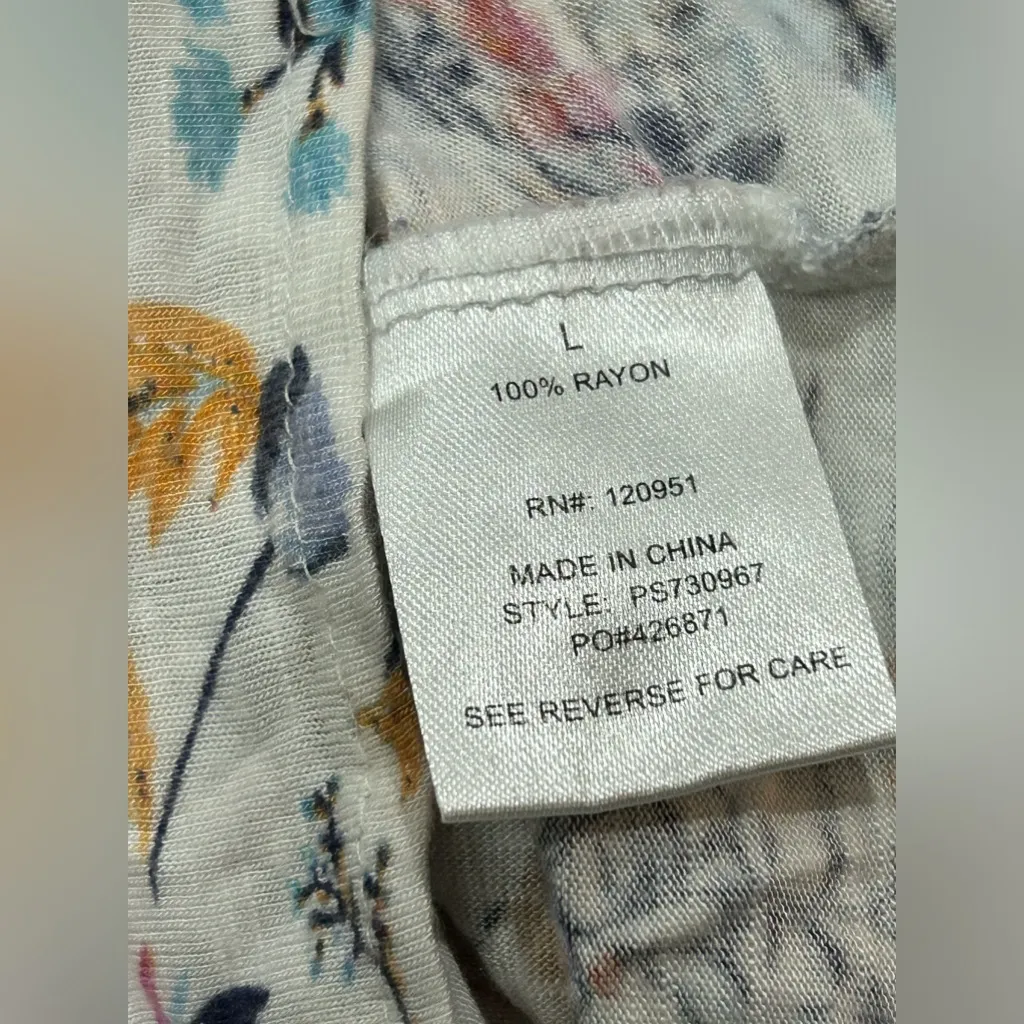 L
100% RAYON
RN#: 120951
MADE IN CHINA
STYLE: PS730967
PO#426871
SEE REVERSE FOR CARE